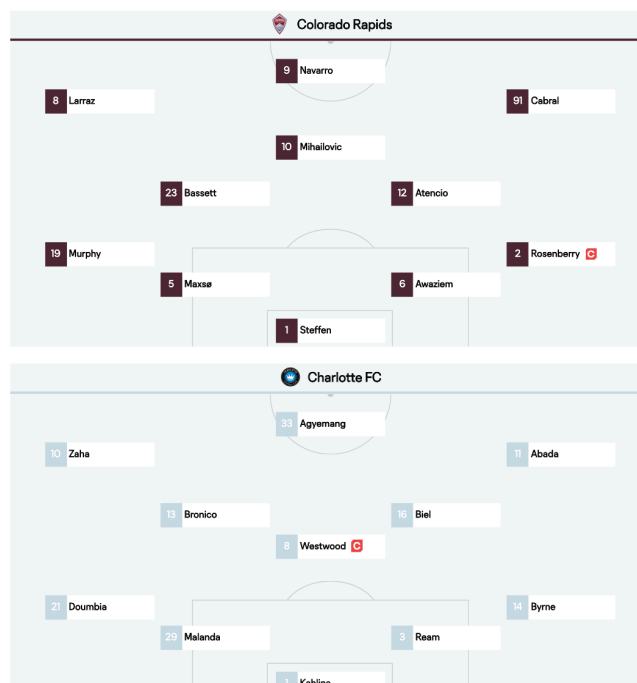 Colorado Rapids
9 Navarro
8 Larraz
91 Cabral
10 Mihailovic
23 Bassett
12 Atencio
19 Murphy
2 Rosenberry C
5 Maxsø
6 Awaziem
1 Steffen
Charlotte FC
33 Agyemang
10 Zaha
11 Abada
13 Bronico
16 Biel
8 Westwood C
21 Doumbia
14 Byrne
29 Malanda
3 Ream
1